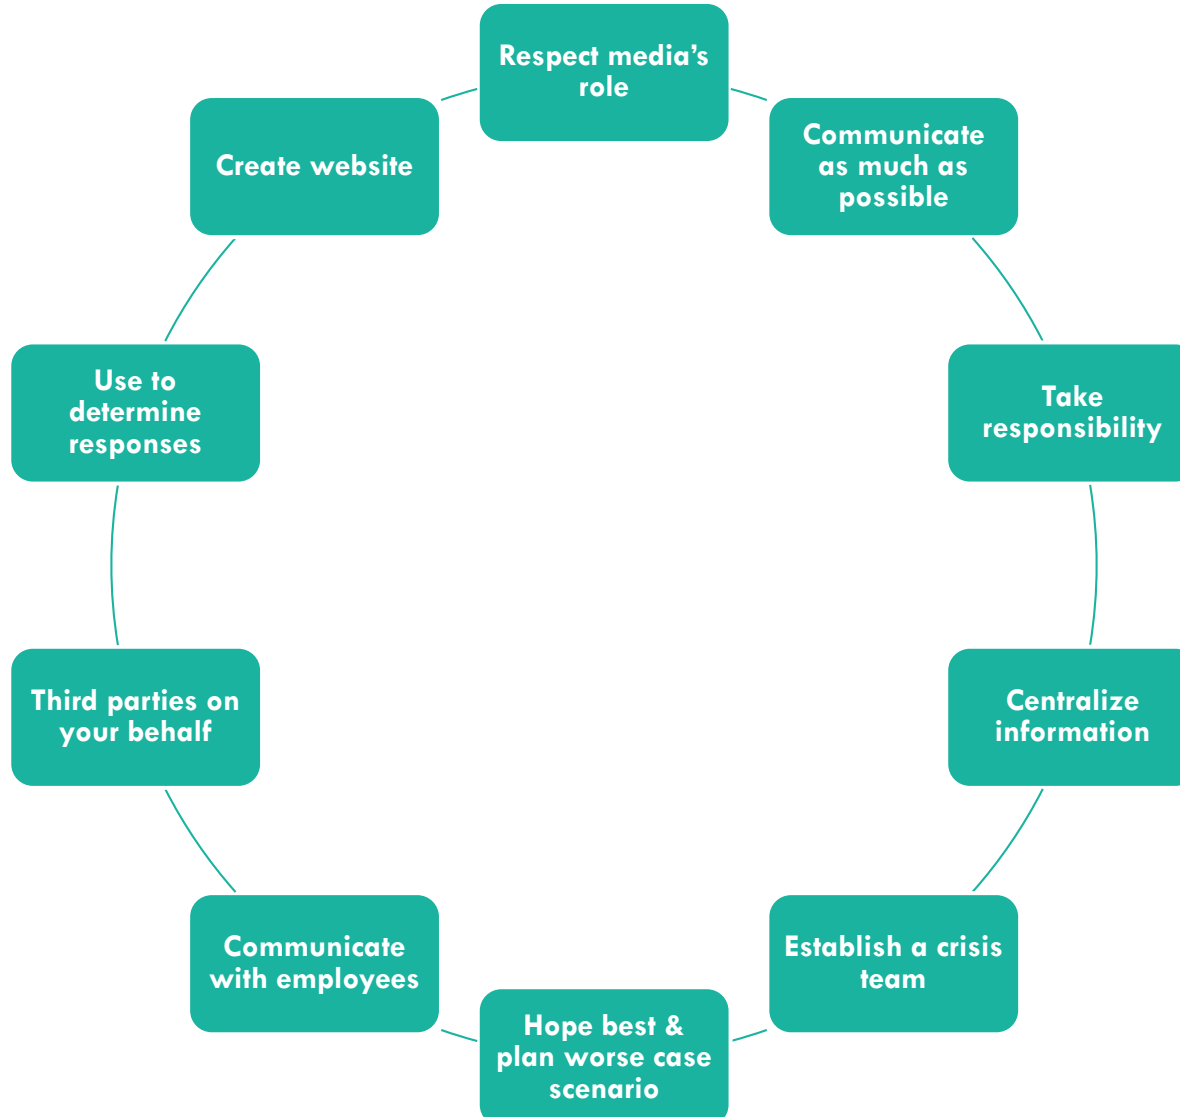 Respect media's
role
Communicate
as much as
possible
Take
responsibility
Centralize
information
Establish a crisis
team
Hope best &
plan worse case
scenario
Communicate
with employees
Third parties on
your behalf
Use to
determine
responses
Create website